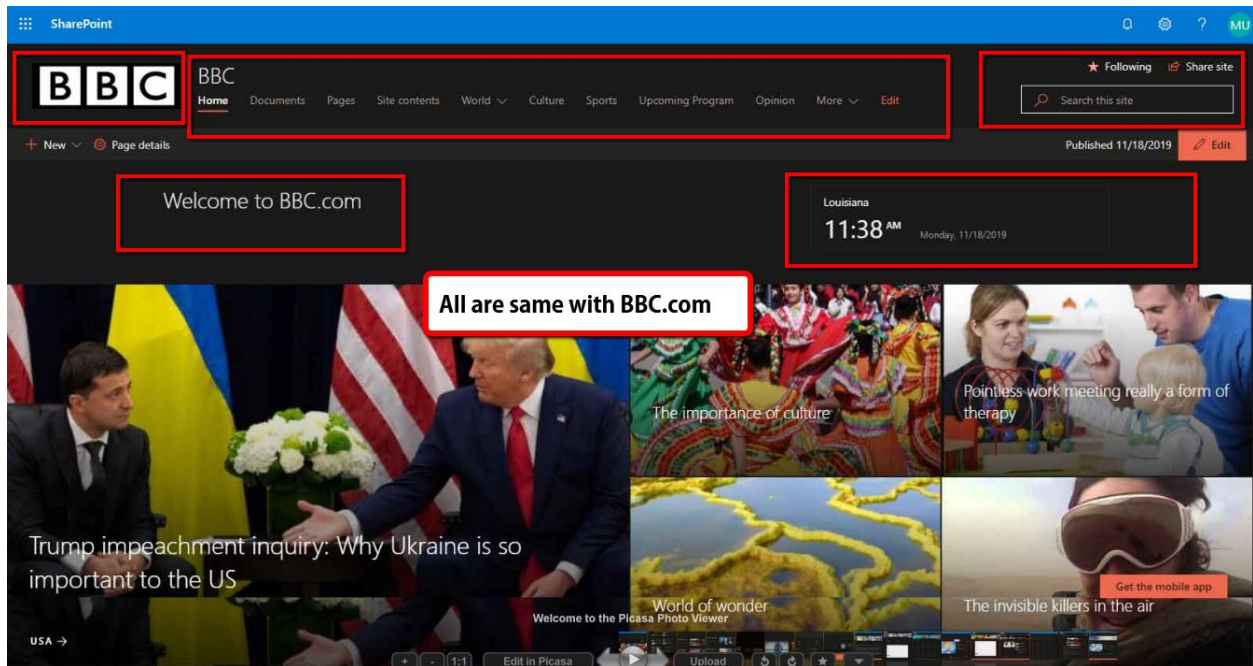 SharePoint
MU
BBC
BBC
Following Share site
Home Documents Pages Site contents World Culture Sports Upcoming Program Opinion More Edit
Search this site
+ New Page details
Published 11/18/2019 Edit
Welcome to BBC.com
Louisiana
11:38 AM Monday, 11/18/2019
All are same with BBC.com
The importance of culture
Pointless work meeting really a form of
therapy
Trump impeachment inquiry: Why Ukraine is so
important to the US
USA →
World of wonder
Get the mobile app
The invisible killers in the air
Welcome to the Picasa Photo Viewer
+ - 1:1 Edit in Picasa Upload